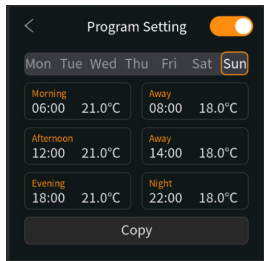 Program Setting
Mon Tue Wed Thu Fri Sat Sun
Morning
06:00 21.0°C
Away
08:00 18.0°C
Afternoon
12:00 21.0°C
Away
14:00 18.0°C
Evening
18:00 21.0°C
Night
22:00 18.0°C
Copy